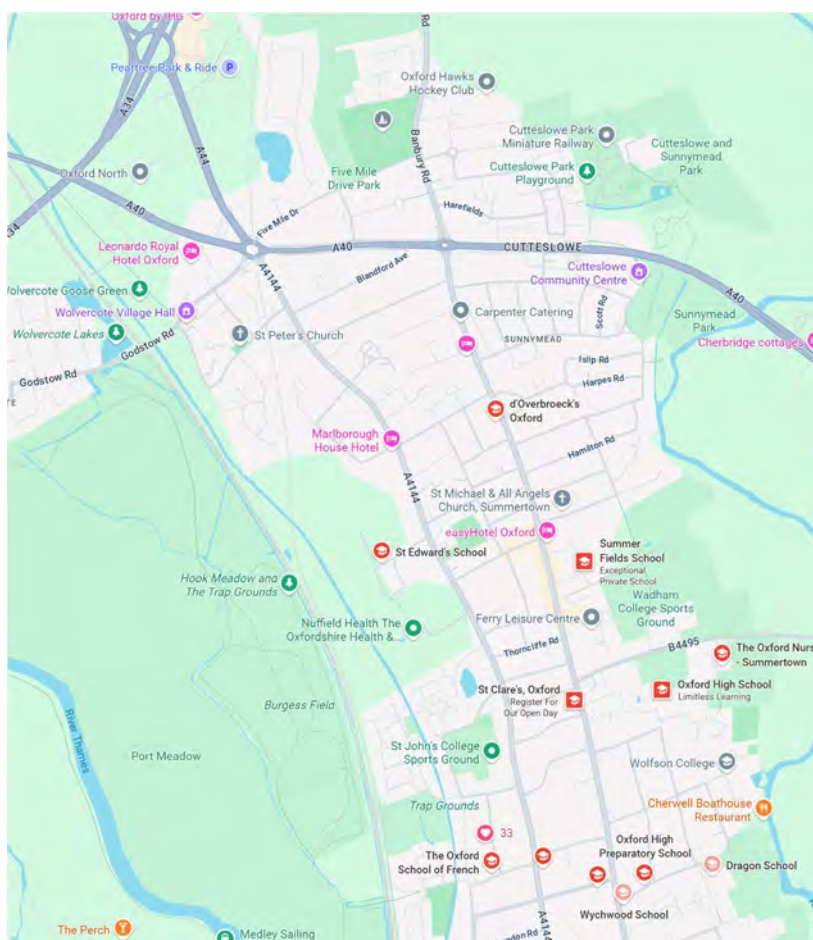 Oxford by IHG
Peartree Park & Ride
A34
A44
Oxford Hawks
Hockey Club
Banbury Rd
Rd
Cutteslowe Park
Miniature Railway
Cutteslowe and
Sunnymead
Park
Oxford North
Five Mile
Drive Park
Cutteslowe Park
Playground
A34
A40
Five Mile Dr
Harefields
Leonardo Royal
Hotel Oxford
A40
CUTTESLOWE
A4144
Blandford Ave
Cutteslowe
Community Centre
A40
Wolvercote Goose Green
Wolvercote Village Hall
Carpenter Catering
Scott Rd
Sunnymead
Park
Wolvercote Lakes
Godstow Rd
St Peter's Church
SUNNYMEAD
Cherbridge cottages
Islip Rd
Godstow Rd
Harpes Rd
TE
d'Overbroeck's
Oxford
Marlborough
House Hotel
Hamilton Rd
A4144
St Michael & All Angels
Church, Summertown
easyHotel Oxford
St Edward's School
Summer
Fields School
Exceptional
Private School
Hook Meadow and
The Trap Grounds
Wadham
College Sports
Ground
Nuffield Health The
Oxfordshire Health &...
Ferry Leisure Centre
Thorncliffe Rd
B4495
The Oxford Nurs
- Summertown
St Clare's, Oxford
Register For
Our Open Day
Oxford High School
Limitless Learning
Burgess Field
River Thames
Port Meadow
St John's College
Sports Ground
Wolfson College
Trap Grounds
Cherwell Boathouse
Restaurant
33
The Oxford
School of French
Oxford High
Preparatory School
Dragon School
Wychwood School
The Perch
Medley Sailing
A4144
don Rd